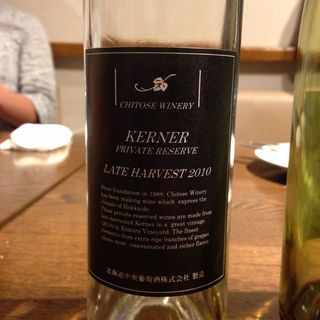 CHITOSE WINERY
KERNER
PRIVATE RESERVE
LATE HARVEST 2010
Since foundation in 1988, Chitose Winery
has been making wine which express the
climate of Hokkaido.
These private reserved wines are made from
late harvested Kerner in a great vintage
2010s in Kimura Vineyard. The finest
climates from extra-ripe bunches of grapes
create more concentrated and richer flavor.
北海道中央葡萄酒株式会社 製造